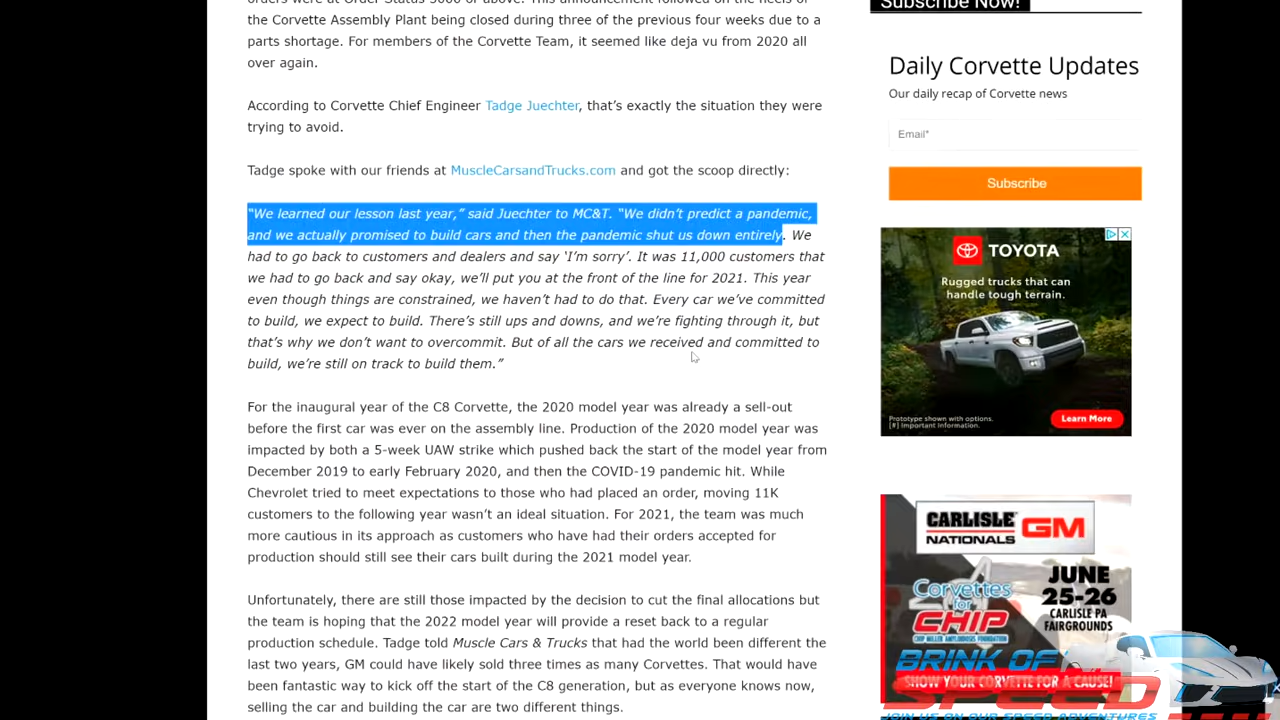 orders were at Order Status 3000 or above. This announcement followed on the heels of
the Corvette Assembly Plant being closed during three of the previous four weeks due to a
parts shortage. For members of the Corvette Team, it seemed like deja vu from 2020 all
over again.
According to Corvette Chief Engineer Tadge Juechter, that’s exactly the situation they were
trying to avoid.
Tadge spoke with our friends at MuscleCarsandTrucks.com and got the scoop directly:
“We learned our lesson last year,” said Juechter to MC&T. “We didn’t predict a pandemic,
and we actually promised to build cars and then the pandemic shut us down entirely. We
had to go back to customers and dealers and say ‘I’m sorry’. It was 11,000 customers that
we had to go back and say okay, we’ll put you at the front of the line for 2021. This year
even though things are constrained, we haven’t had to do that. Every car we’ve committed
to build, we expect to build. There’s still ups and downs, and we’re fighting through it, but
that’s why we don’t want to overcommit. But of all the cars we received and committed to
build, we’re still on track to build them.”
For the inaugural year of the C8 Corvette, the 2020 model year was already a sell-out
before the first car was ever on the assembly line. Production of the 2020 model year was
impacted by both a 5-week UAW strike which pushed back the start of the model year from
December 2019 to early February 2020, and then the COVID-19 pandemic hit. While
Chevrolet tried to meet expectations to those who had placed an order, moving 11K
customers to the following year wasn’t an ideal situation. For 2021, the team was much
more cautious in its approach as customers who have had their orders accepted for
production should still see their cars built during the 2021 model year.
Unfortunately, there are still those impacted by the decision to cut the final allocations but
the team is hoping that the 2022 model year will provide a reset back to a regular
production schedule. Tadge told Muscle Cars & Trucks that had the world been different the
last two years, GM could have likely sold three times as many Corvettes. That would have
been fantastic way to kick off the start of the C8 generation, but as everyone knows now,
selling the car and building the car are two different things.
Subscribe Now!
Daily Corvette Updates
Our daily recap of Corvette news
Email*
Subscribe
TOYOTA
Rugged trucks that can
handle tough terrain.
Prototype shown with options.
[#] Important Information.
Learn More
CARLISLE
NATIONALS GM
Corvettes
for
CHIP
CHIP MILLER AMYLOIDOSIS FOUNDATION
JUNE
25-26
CARLISLE PA
FAIRGROUNDS
BRINK OF
SHOW YOUR CORVETTE FOR A CAUSE!
SPEED
JOIN US ON OUR SPEED ADVENTURES